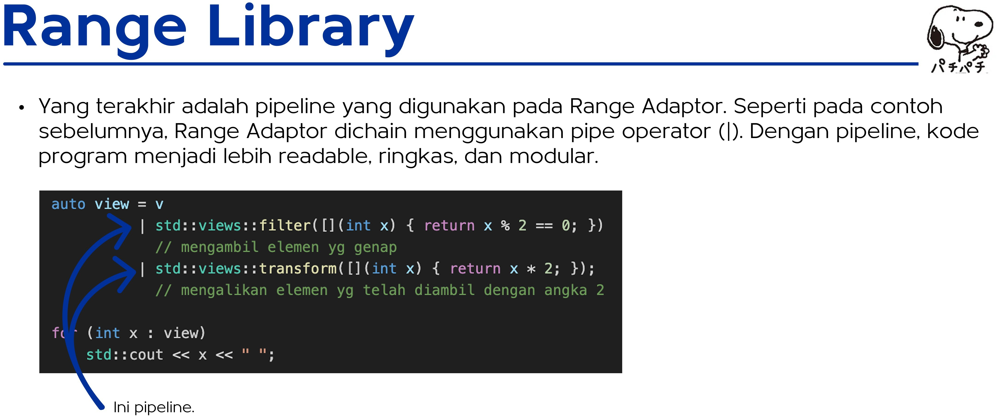 Range Library
パチパチ
• Yang terakhir adalah pipeline yang digunakan pada Range Adaptor. Seperti pada contoh
sebelumnya, Range Adaptor dichain menggunakan pipe operator (|). Dengan pipeline, kode
program menjadi lebih readable, ringkas, dan modular.
auto view = v
| std::views::filter([](int x) { return x % 2 == 0; })
// mengambil elemen yg genap
| std::views::transform([](int x) { return x * 2; });
// mengalikan elemen yg telah diambil dengan angka 2
for (int x : view)
std::cout << x << " ";
Ini pipeline.